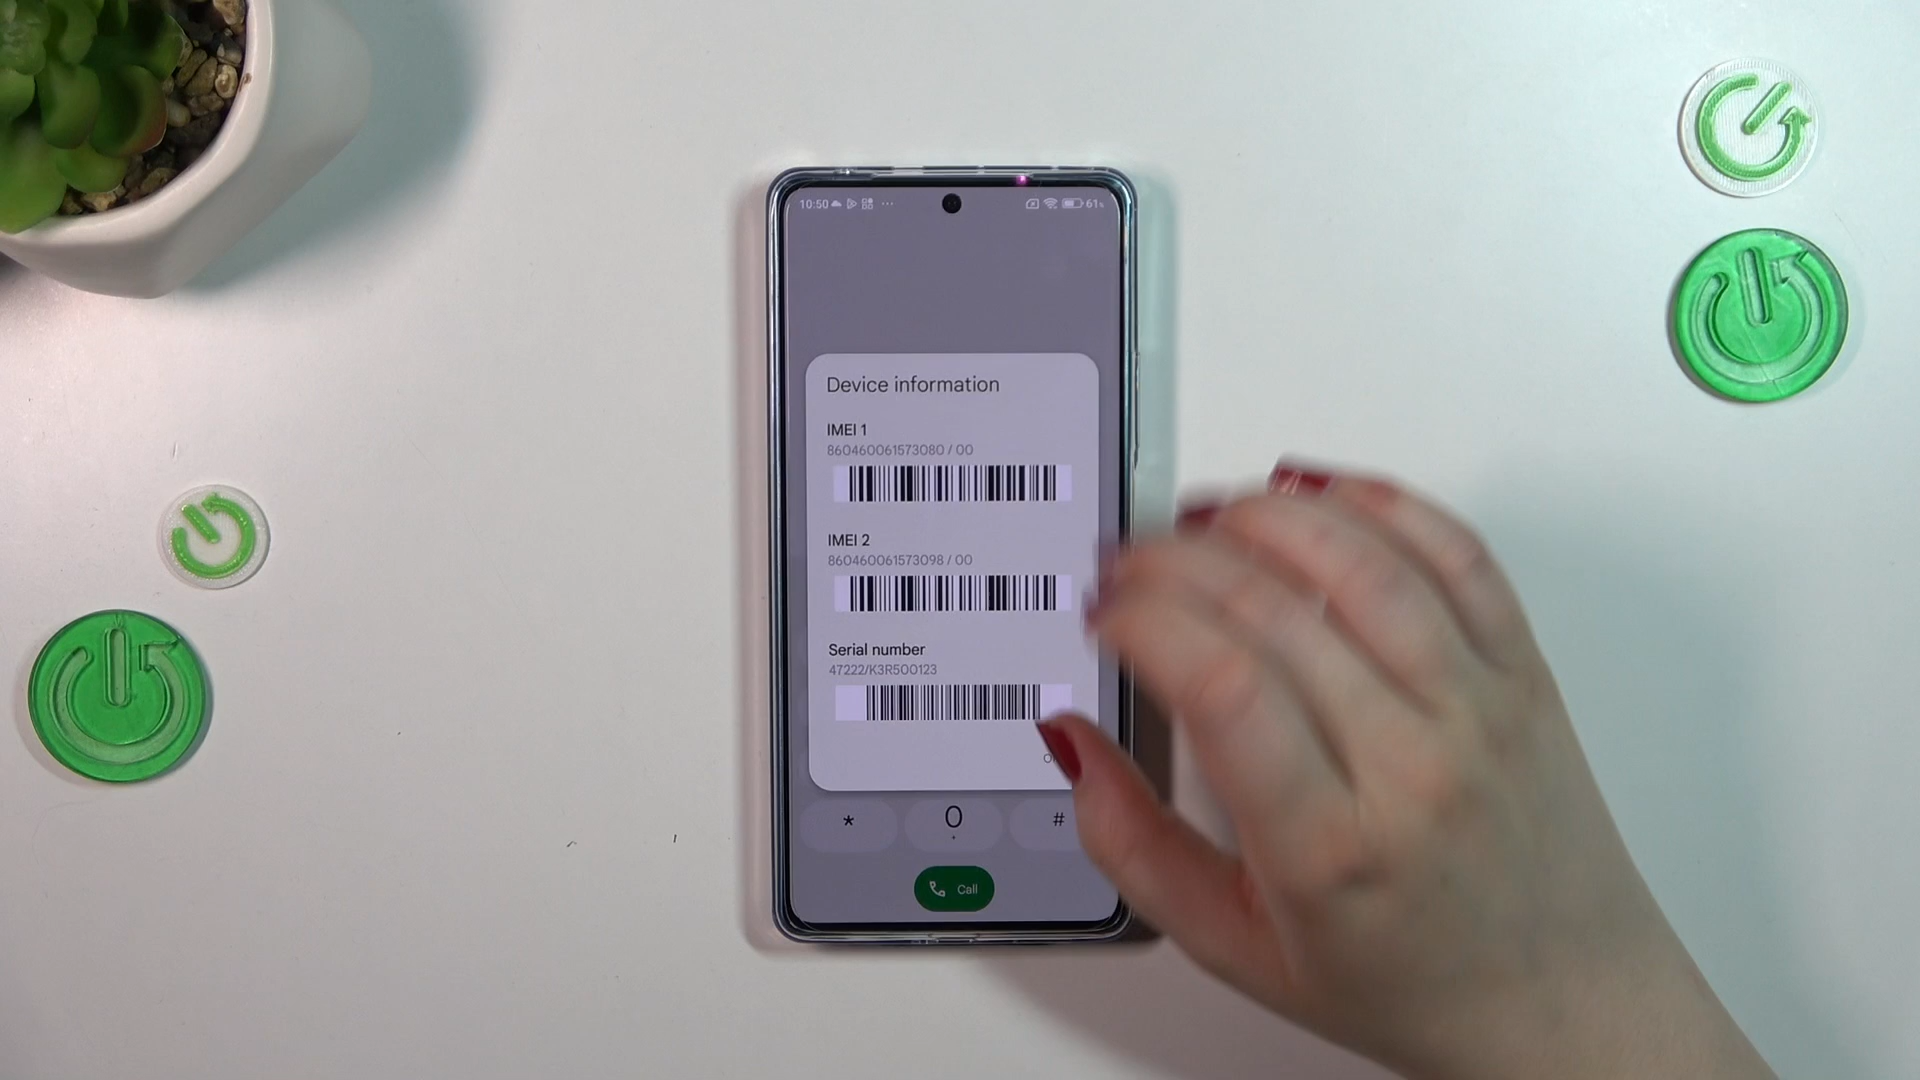 10:50 ··· 61%
Device information
IMEI 1
860460061573080 / 00
IMEI 2
860460061573098 / 00
Serial number
47222/K3R500123
* 0 #
Call